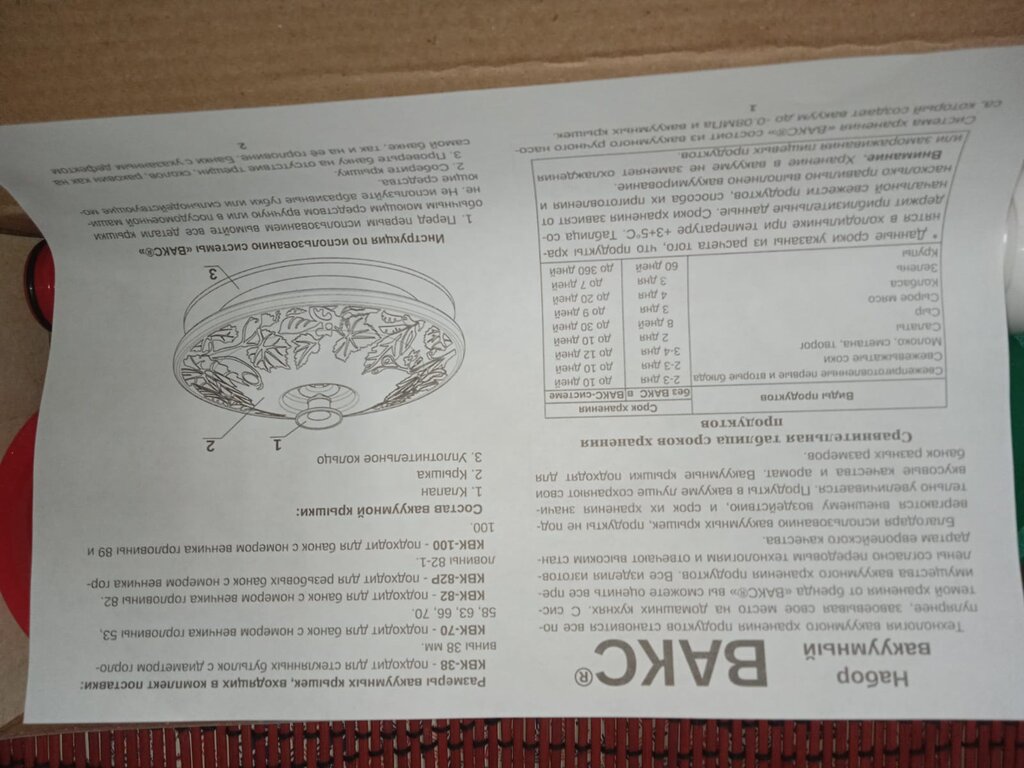 Набор
вакуумный
ВАКС®
Технология вакуумного хранения продуктов становится все по-
пулярнее, завоевывая свое место на домашних кухнях. С сис-
темой хранения от бренда «ВАКС®» вы сможете оценить все пре-
имущества вакуумного хранения продуктов. Все изделия изготов-
лены согласно передовым технологиям и отвечают высоким стан-
дартам европейского качества.
Благодаря использованию вакуумных крышек, продукты не под-
вергаются внешнему воздействию, и срок их хранения значи-
тельно увеличивается. Продукты в вакууме лучше сохраняют свои
вкусовые качества и аромат. Вакуумные крышки подходят для
банок разных размеров.
Сравнительная таблица сроков хранения
продуктов
Виды продуктов
Срок хранения
без ВАКС
в ВАКС-системе
Свежеприготовленные первые и вторые блюда 2-3 дня до 10 дней
Свежевыжатые соки 2-3 дня до 10 дней
Молоко, сметана, творог 3-4 дня до 12 дней
Салаты 2 дня до 10 дней
Сыр 8 дней до 30 дней
Сырое мясо 3 дня до 9 дней
Колбаса 4 дня до 20 дней
Зелень 3 дня до 7 дней
Крупы 60 дней до 360 дней
* Данные сроки указаны из расчета того, что продукты хра-
нятся в холодильнике при температуре +3+5°С. Таблица со-
держит приблизительные данные. Сроки хранения зависят от
начальной свежести продуктов, способа их приготовления и
насколько правильно выполнено вакуумирование.
Внимание. Хранение в вакууме не заменяет охлаждения
или замораживания пищевых продуктов.
Система хранения «ВАКС®» состоит из вакуумного ручного насо-
са, который создает вакуум до -0.08МПа и вакуумных крышек.
1
Размеры вакуумных крышек, входящих в комплект поставки:
КВК-38 - подходит для стеклянных бутылок с диаметром горло-
вины 38 мм.
КВК-70 - подходит для банок с номером венчика горловины 53,
58, 63, 66, 70.
КВК-82 - подходит для банок с номером венчика горловины 82.
КВК-82Р - подходит для резьбовых банок с номером венчика гор-
ловины 82-1.
КВК-100 - подходит для банок с номером венчика горловины 89 и
100.
Состав вакуумной крышки:
1. Клапан
2. Крышка
3. Уплотнительное кольцо
1
2
3
Инструкция по использованию системы «ВАКС®»
1. Перед первым использованием вымойте все детали крышки
обычным моющим средством вручную или в посудомоечной маши-
не. Не используйте абразивные губки или сильнодействующие мо-
ющие средства.
2. Соберите крышку.
3. Проверьте банку на отсутствие трещин, сколов, раковин как на
самой банке, так и на ее горловине. Банки с указанным дефектом
2